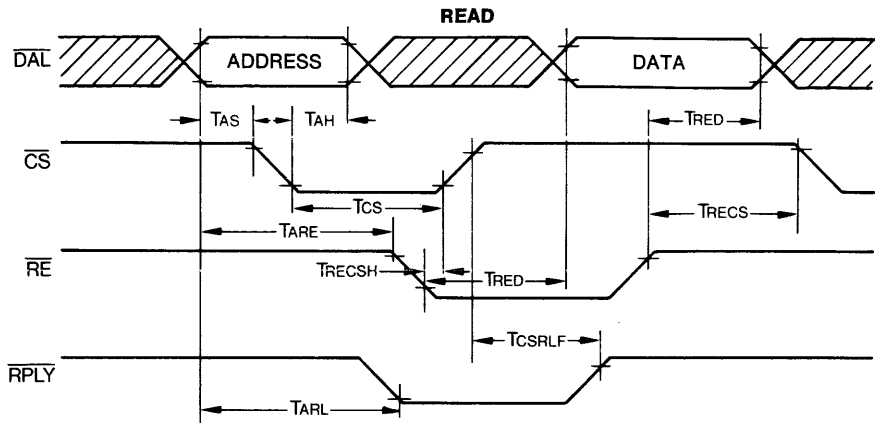 READ
DAL ADDRESS DATA
TAS TAH TRED
CS
TCS TRECS
TARE
RE TRECSH TRED
TCSRLF
RPLY
TARL